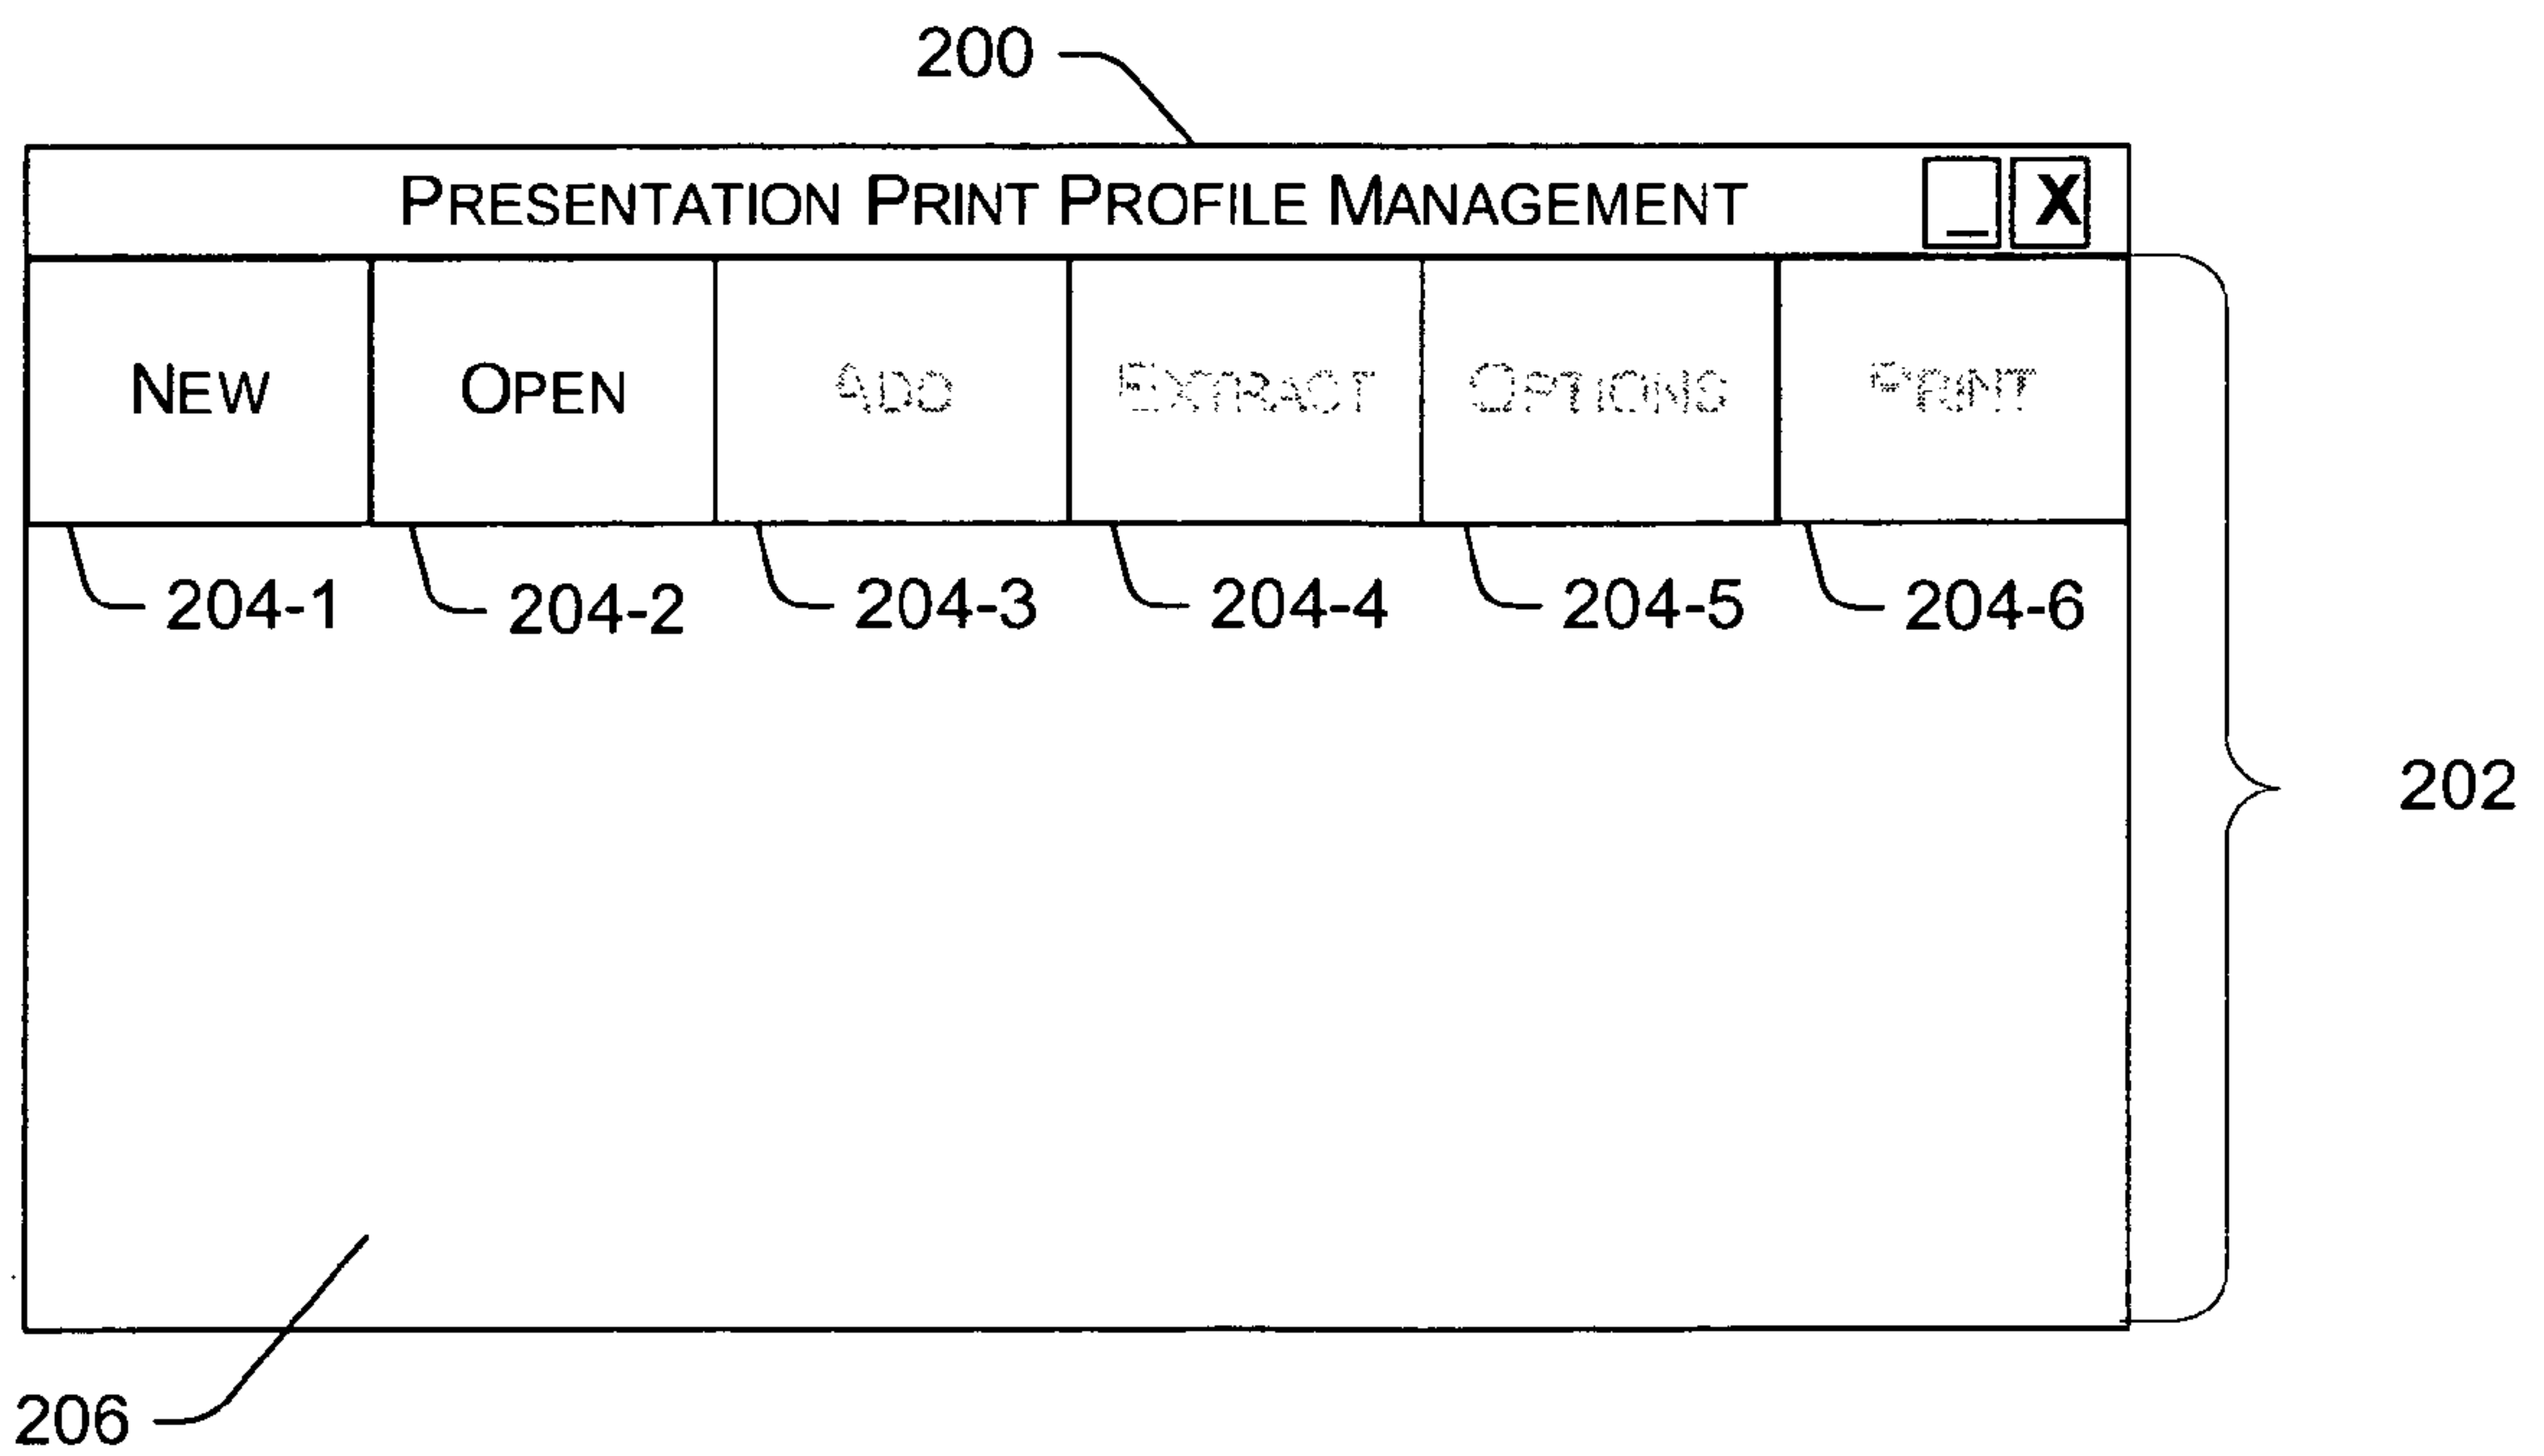 200
PRESENTATION PRINT PROFILE MANAGEMENT _ X
NEW OPEN ADD EXTRACT OPTIONS PRINT
204-1 204-2 204-3 204-4 204-5 204-6
202
206